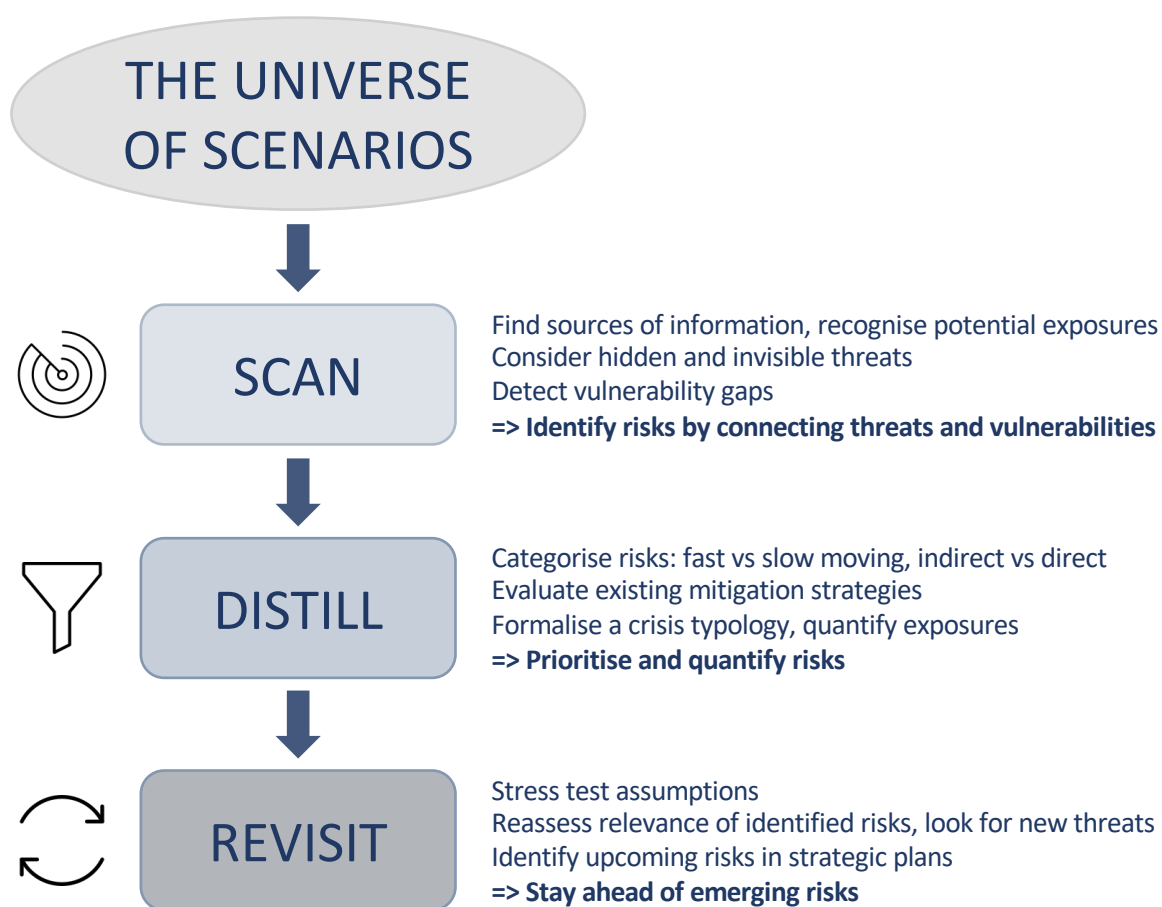 THE UNIVERSE
OF SCENARIOS
SCAN
Find sources of information, recognise potential exposures
Consider hidden and invisible threats
Detect vulnerability gaps
=> Identify risks by connecting threats and vulnerabilities
DISTILL
Categorise risks: fast vs slow moving, indirect vs direct
Evaluate existing mitigation strategies
Formalise a crisis typology, quantify exposures
=> Prioritise and quantify risks
REVISIT
Stress test assumptions
Reassess relevance of identified risks, look for new threats
Identify upcoming risks in strategic plans
=> Stay ahead of emerging risks